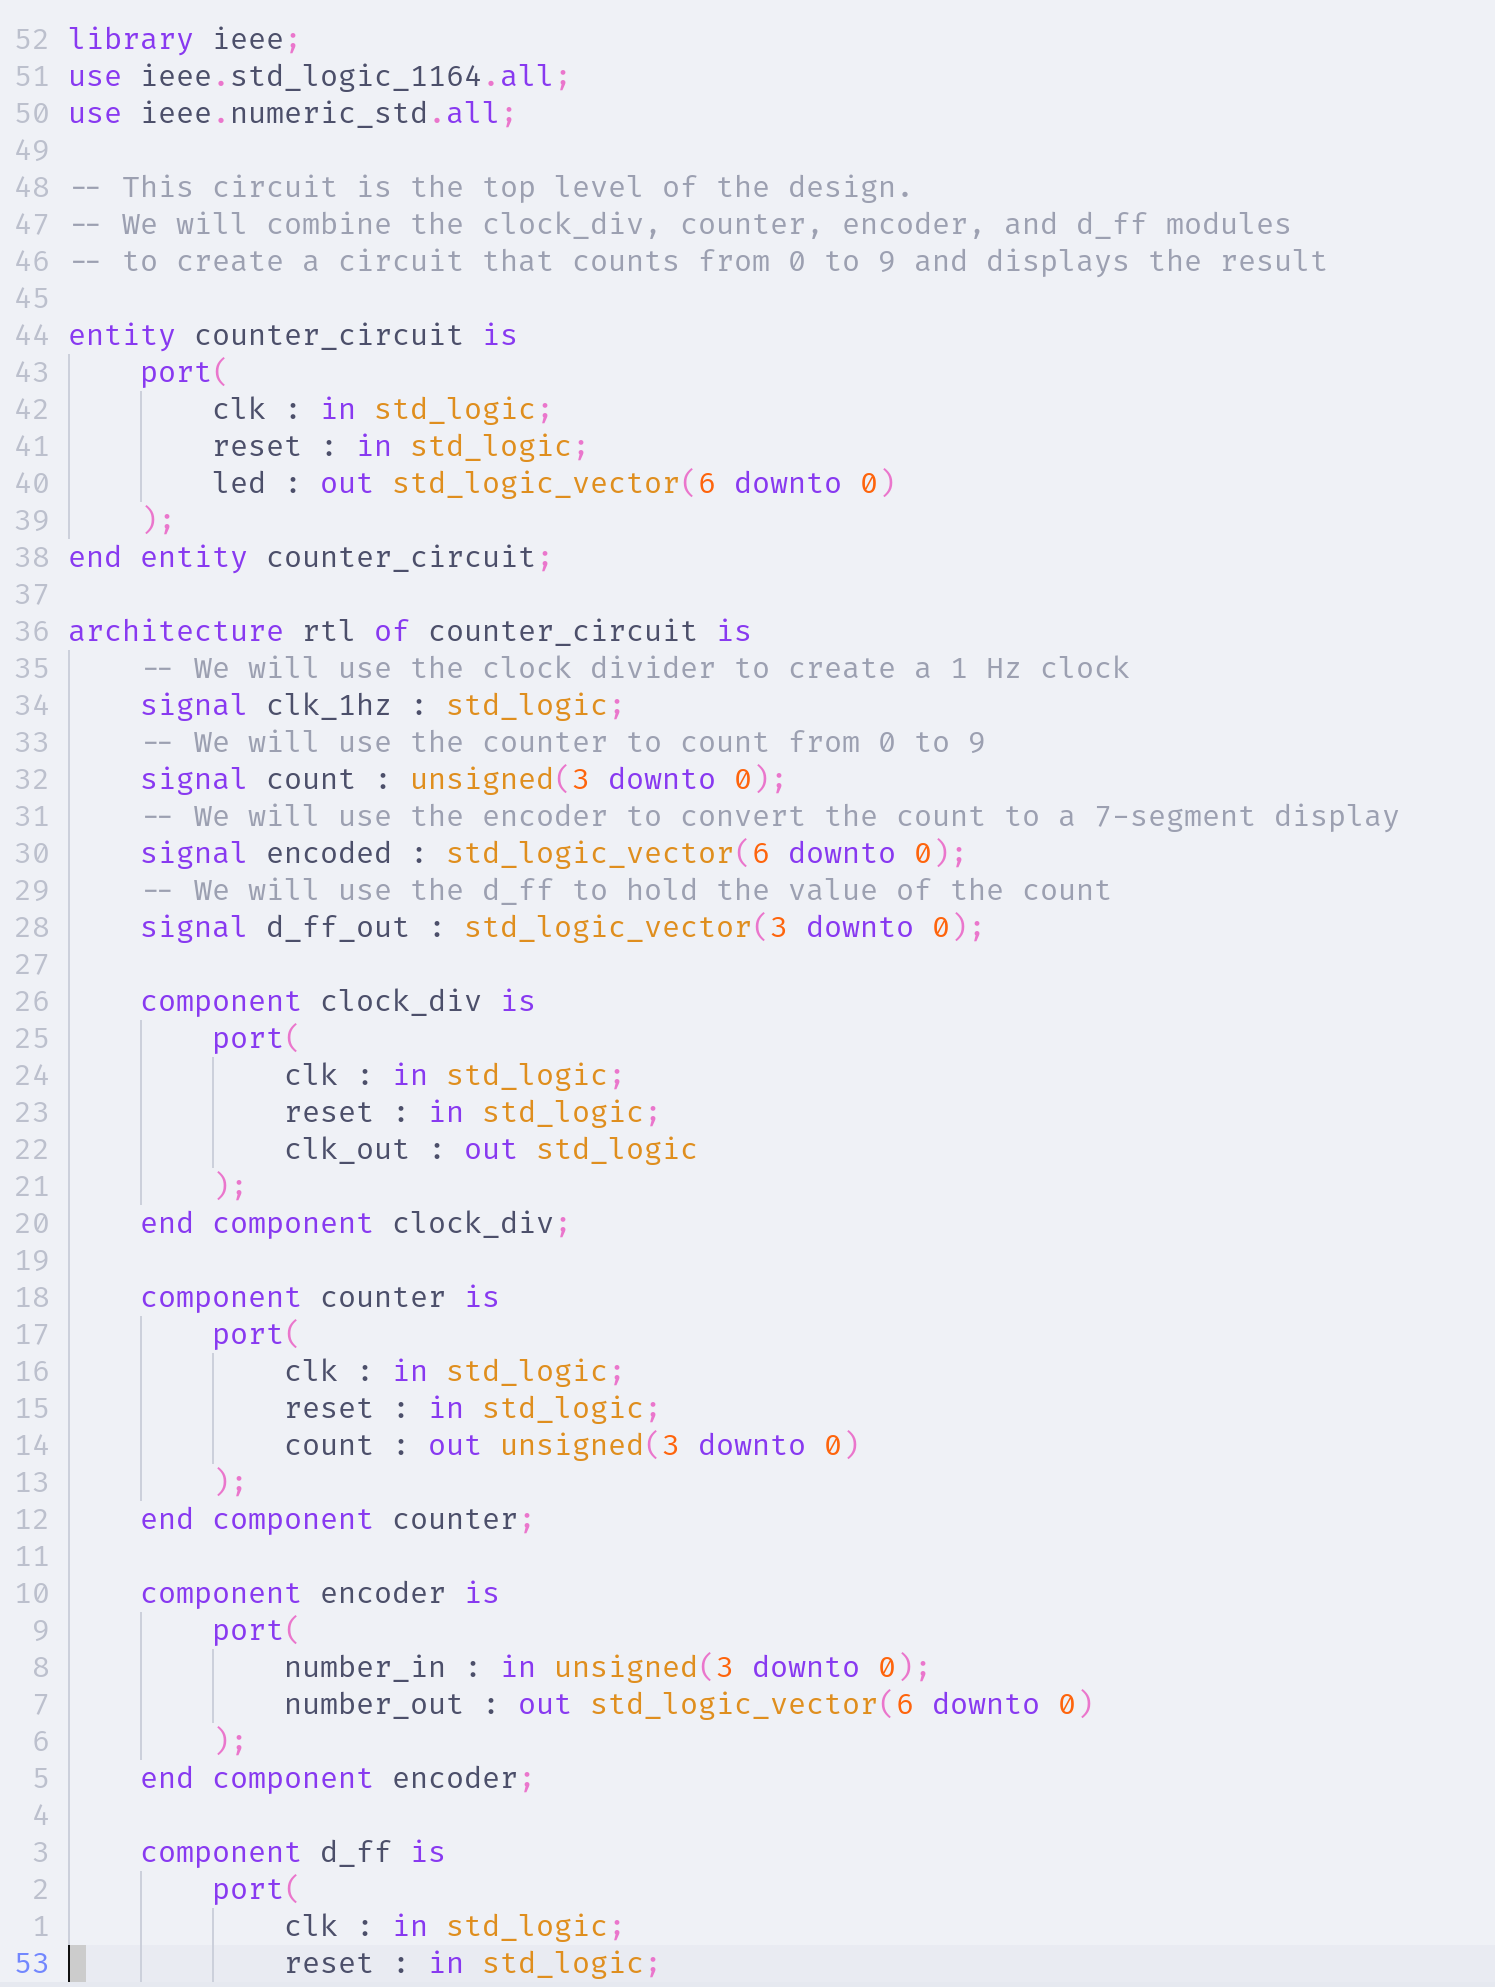 52 library ieee;
51 use ieee.std_logic_1164.all;
50 use ieee.numeric_std.all;
49
48 -- This circuit is the top level of the design.
47 -- We will combine the clock_div, counter, encoder, and d_ff modules
46 -- to create a circuit that counts from 0 to 9 and displays the result
45
44 entity counter_circuit is
43     port(
42         clk : in std_logic;
41         reset : in std_logic;
40         led : out std_logic_vector(6 downto 0)
39     );
38 end entity counter_circuit;
37
36 architecture rtl of counter_circuit is
35     -- We will use the clock divider to create a 1 Hz clock
34     signal clk_1hz : std_logic;
33     -- We will use the counter to count from 0 to 9
32     signal count : unsigned(3 downto 0);
31     -- We will use the encoder to convert the count to a 7-segment display
30     signal encoded : std_logic_vector(6 downto 0);
29     -- We will use the d_ff to hold the value of the count
28     signal d_ff_out : std_logic_vector(3 downto 0);
27
26     component clock_div is
25         port(
24             clk : in std_logic;
23             reset : in std_logic;
22             clk_out : out std_logic
21         );
20     end component clock_div;
19
18     component counter is
17         port(
16             clk : in std_logic;
15             reset : in std_logic;
14             count : out unsigned(3 downto 0)
13         );
12     end component counter;
11
10     component encoder is
9         port(
8             number_in : in unsigned(3 downto 0);
7             number_out : out std_logic_vector(6 downto 0)
6         );
5     end component encoder;
4
3     component d_ff is
2         port(
1             clk : in std_logic;
53             reset : in std_logic;